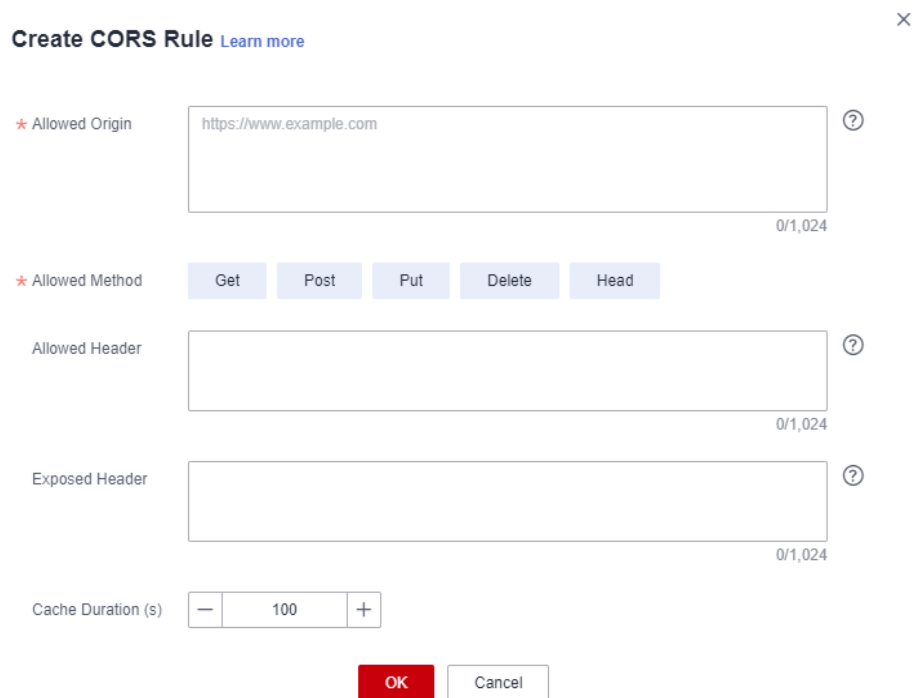 Create CORS Rule Learn more
* Allowed Origin
https://www.example.com
0/1,024
* Allowed Method Get Post Put Delete Head
Allowed Header
0/1,024
Exposed Header
0/1,024
Cache Duration (s) — 100 +
OK Cancel